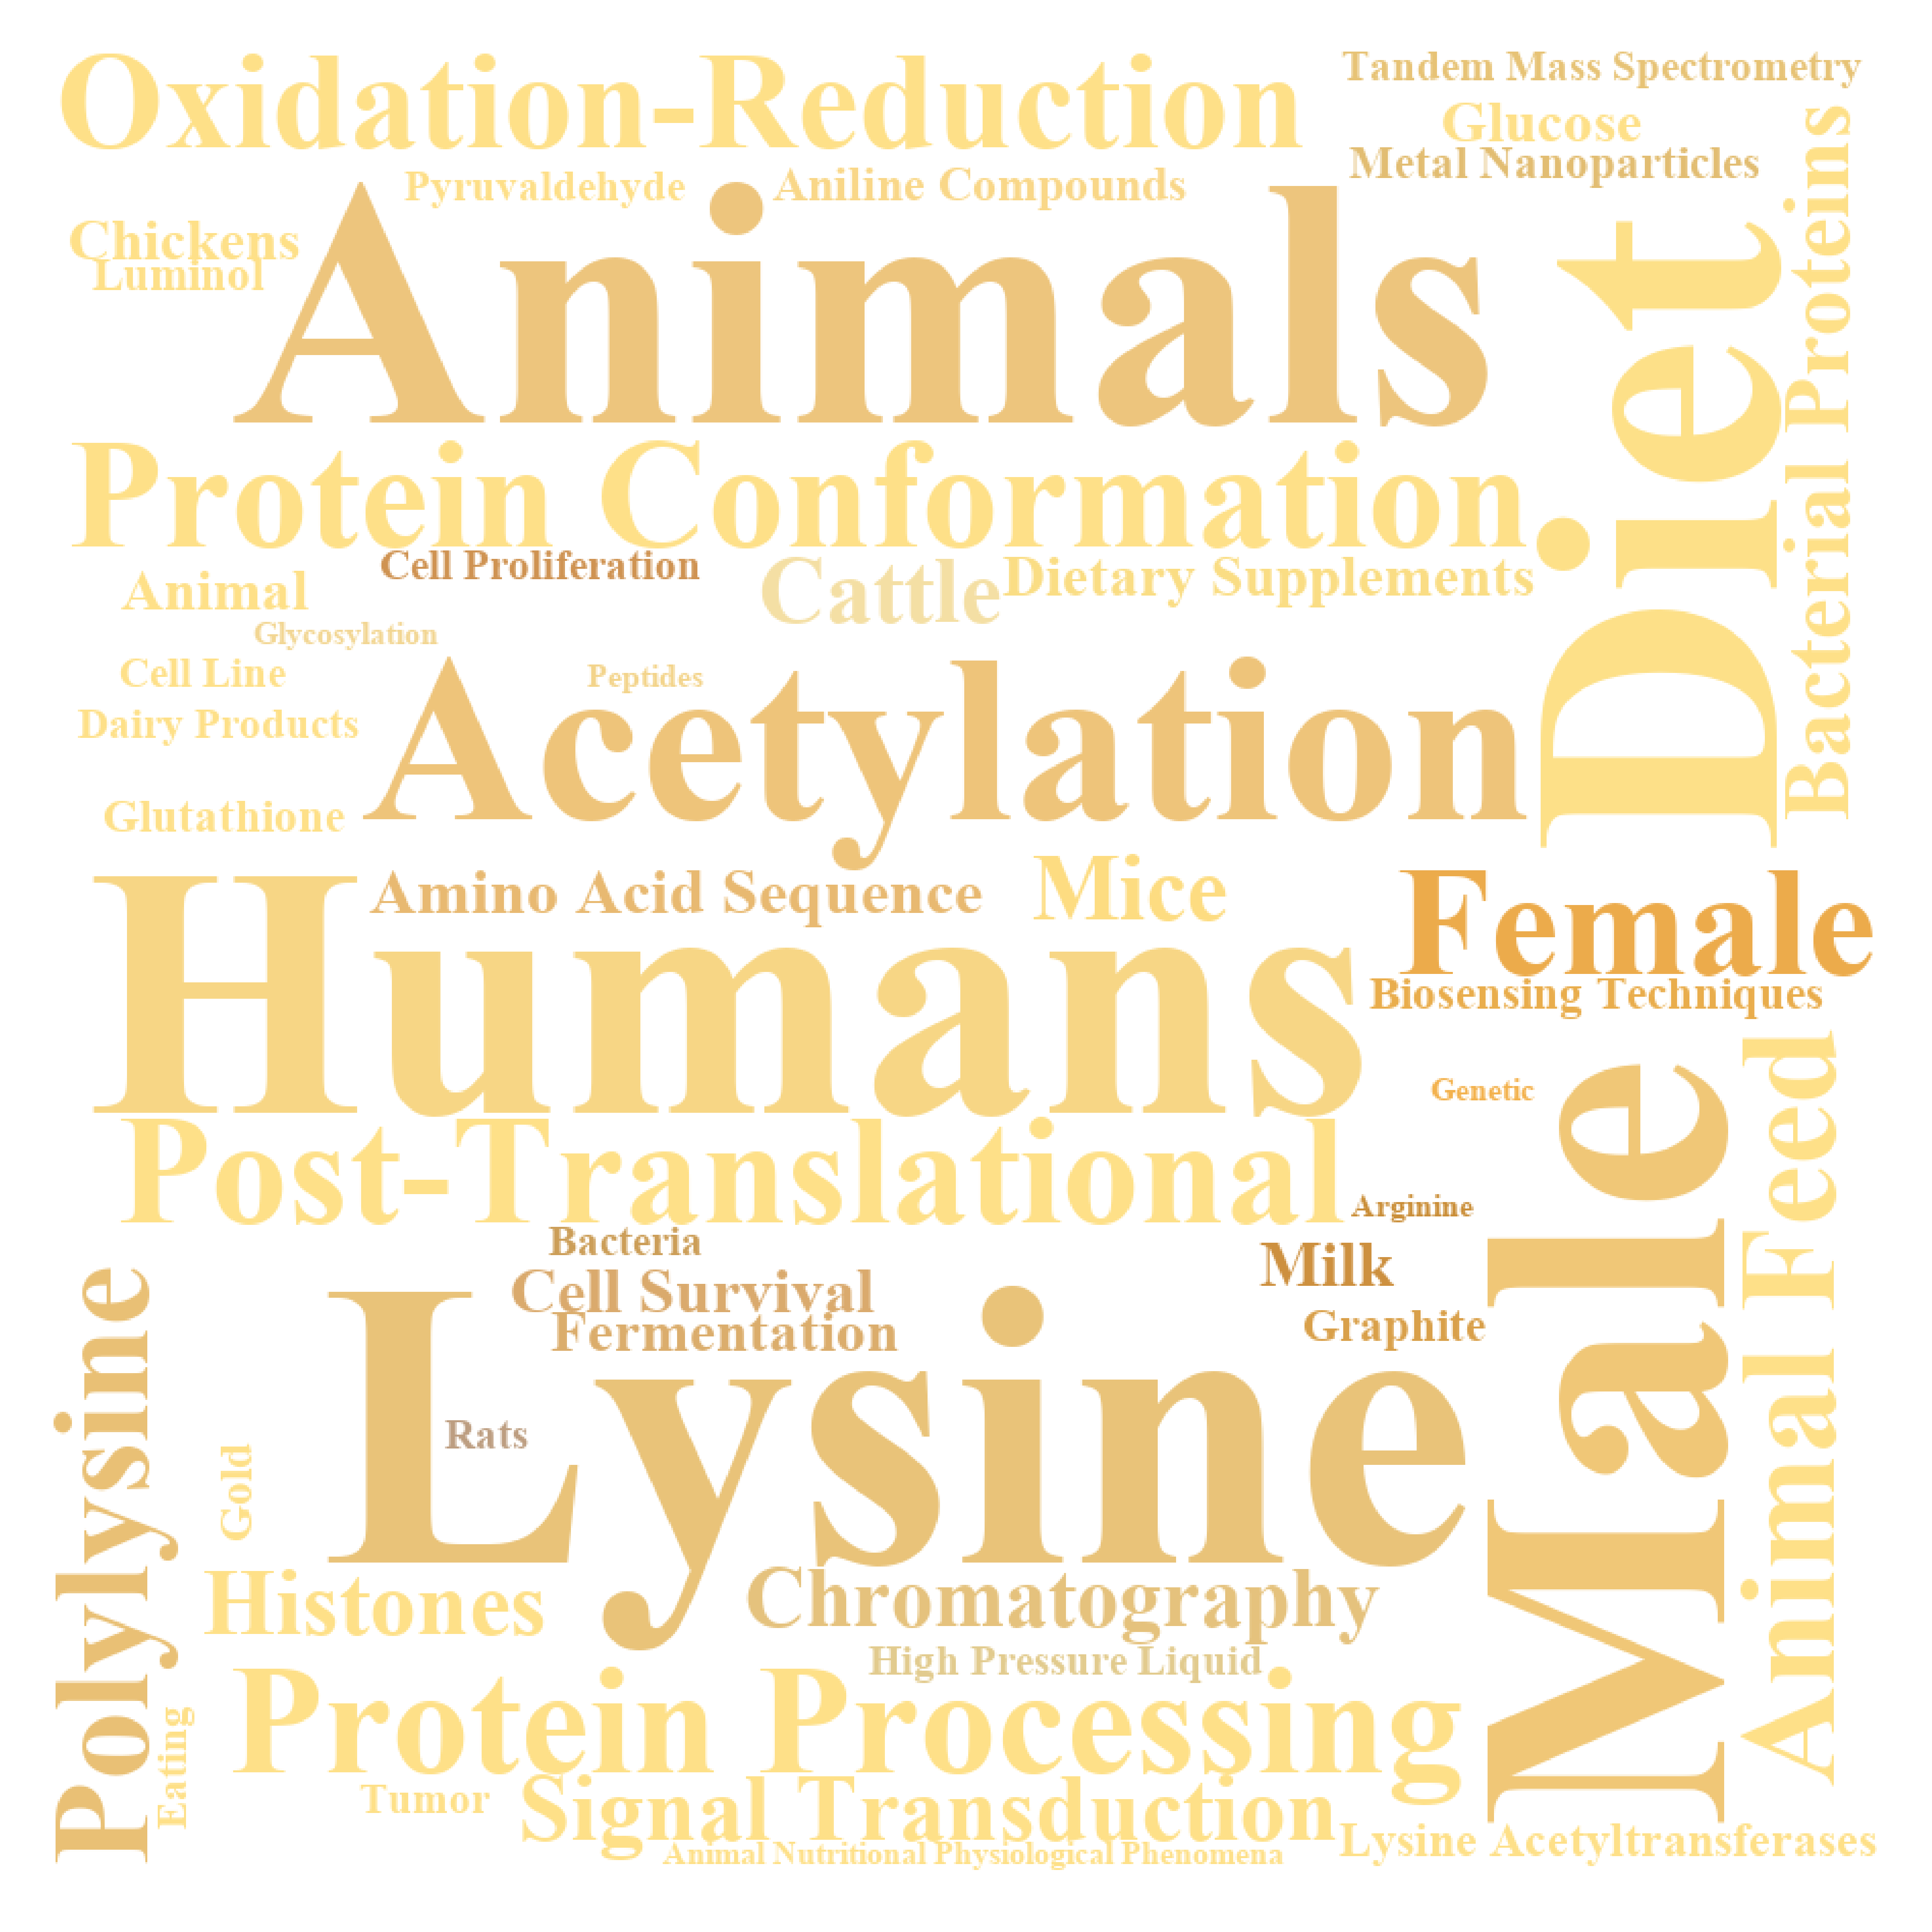 Oxidation-Reduction
Tandem Mass Spectrometry
Glucose
Metal Nanoparticles
Pyruvaldehyde
Aniline Compounds
Chickens
Luminol
Animals
Diet
Bacterial Proteins
Protein Conformation
Cell Proliferation
Cattle
Dietary Supplements
Animal
Glycosylation
Cell Line
Peptides
Dairy Products
Acetylation
Glutathione
Amino Acid Sequence
Mice
Female
Humans
Biosensing Techniques
Genetic
Post-Translational
Arginine
Male
Animal Feed
Bacteria
Milk
Cell Survival
Graphite
Fermentation
Polylysine
Lysine
Rats
Gold
Histones
Chromatography
High Pressure Liquid
Protein Processing
Eating
Tumor
Signal Transduction
Lysine Acetyltransferases
Animal Nutritional Physiological Phenomena